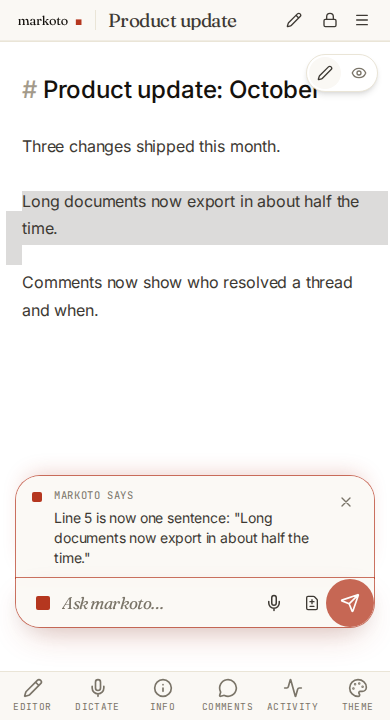 markoto
Product update
# Product update: October
Three changes shipped this month.
Long documents now export in about half the
time.
Comments now show who resolved a thread
and when.
MARKOTO SAYS
Line 5 is now one sentence: "Long
documents now export in about half the
time."
Ask markoto...
EDITOR
DICTATE
INFO
COMMENTS
ACTIVITY
THEME